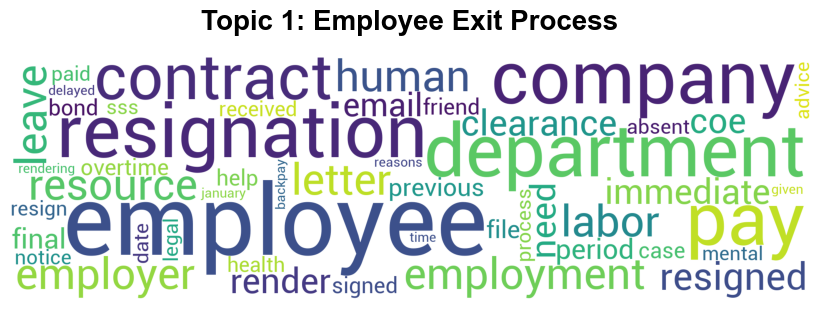 Topic 1: Employee Exit Process
paid
delayed
contract
human
company
advice
leave
bond
sss
received
email
friend
resignation
clearance
absent
coe
department
rendering
overtime
reasons
resource
help
january
backpay
letter
previous
immediate
given
resign
employee
process
need
labor
pay
final
date
legal
time
file
period
case
notice
health
mental
employer
render
signed
employment
resigned